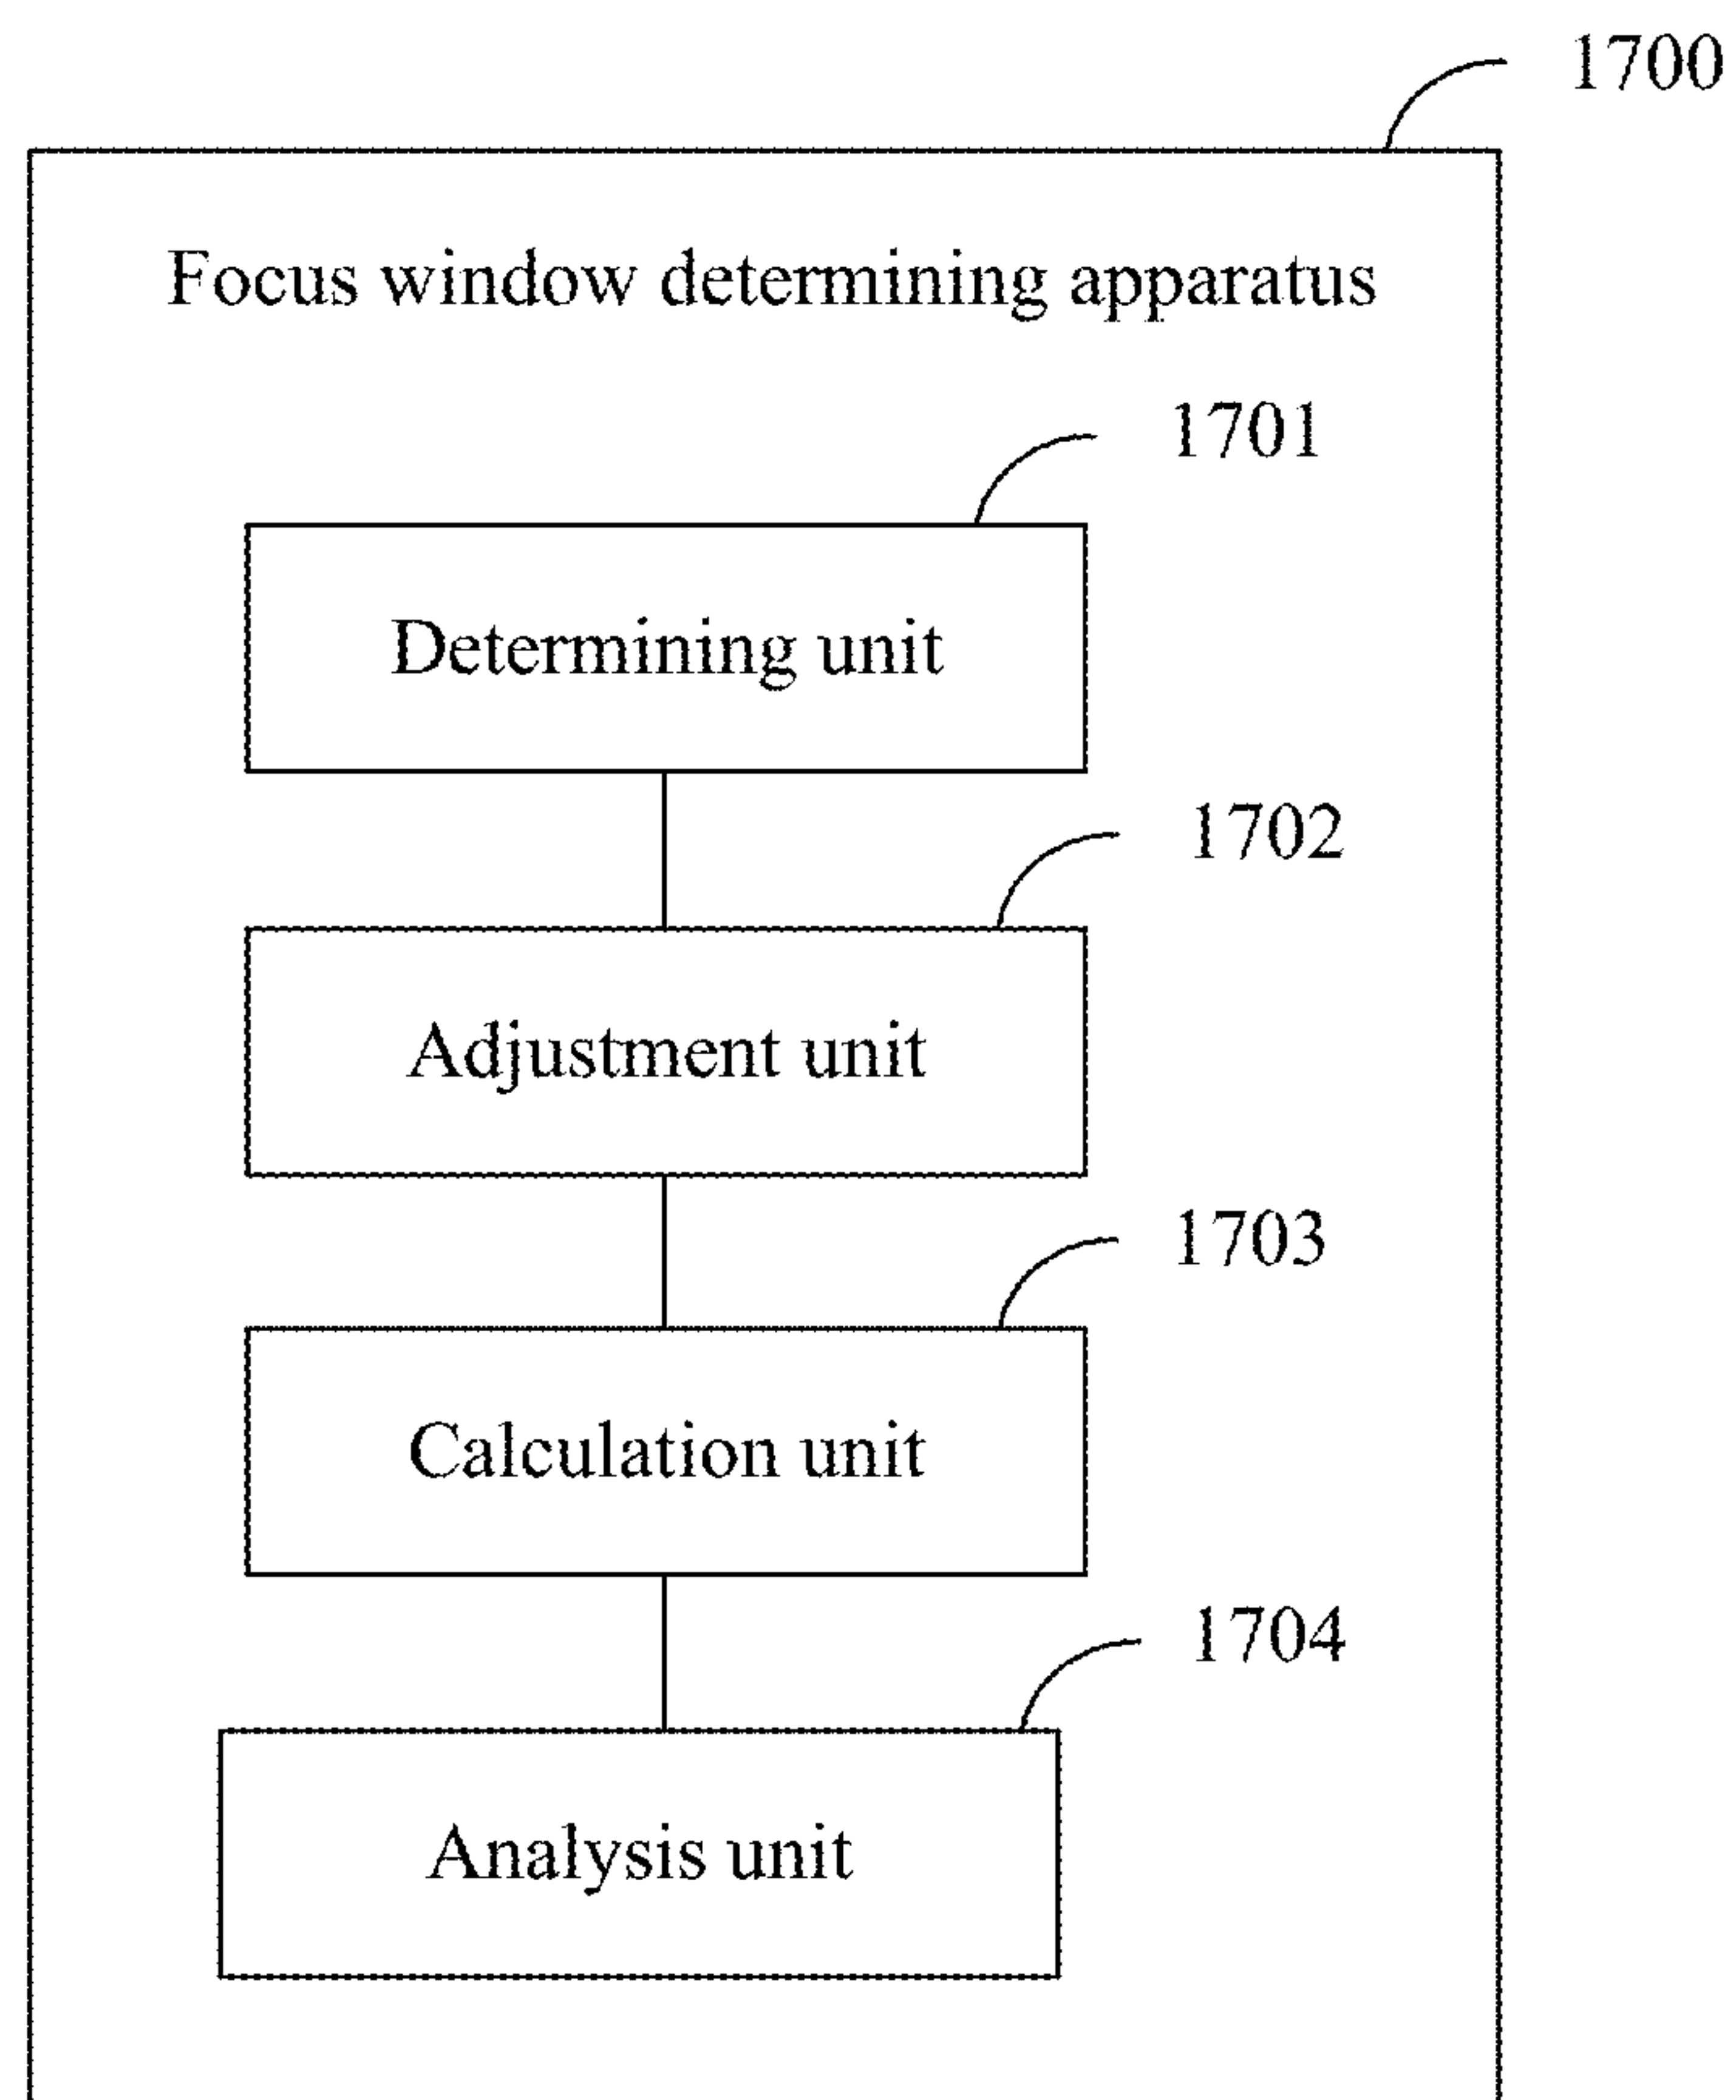 1700
Focus window determining apparatus
1701
Determining unit
1702
Adjustment unit
1703
Calculation unit
1704
Analysis unit